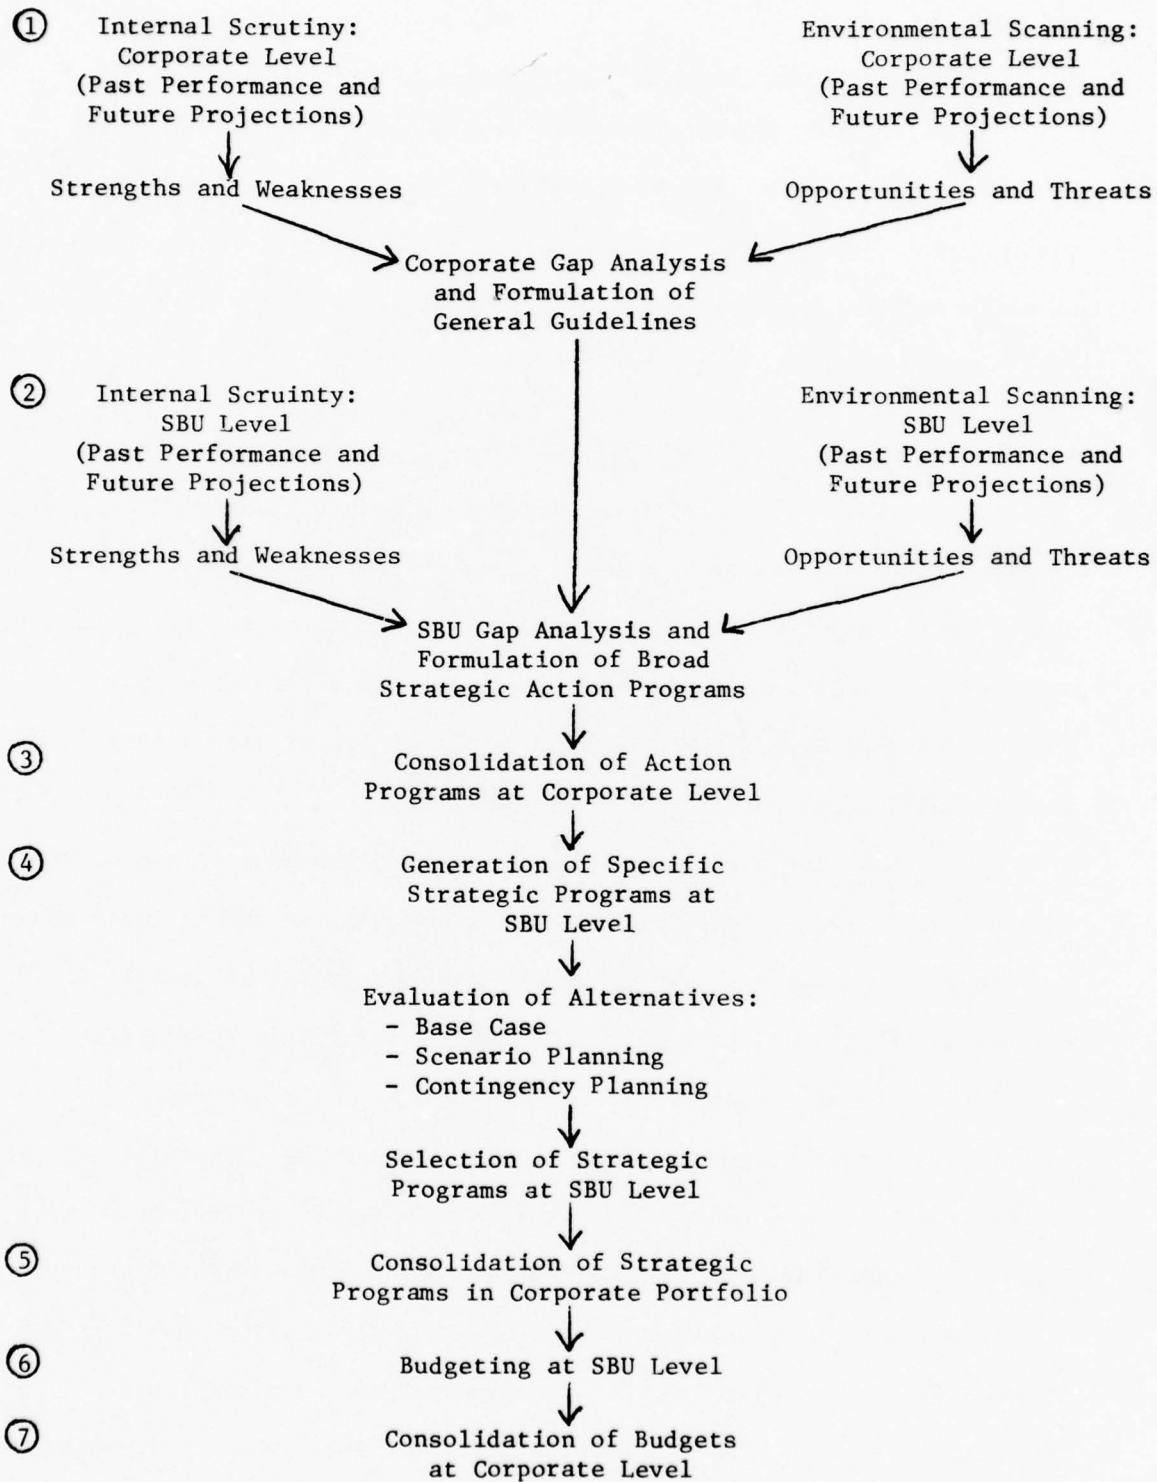 ①
Internal Scrutiny:
Corporate Level
(Past Performance and
Future Projections)
Environmental Scanning:
Corporate Level
(Past Performance and
Future Projections)
Strengths and Weaknesses
Opportunities and Threats
Corporate Gap Analysis
and Formulation of
General Guidelines
②
Internal Scruinty:
SBU Level
(Past Performance and
Future Projections)
Environmental Scanning:
SBU Level
(Past Performance and
Future Projections)
Strengths and Weaknesses
Opportunities and Threats
SBU Gap Analysis and
Formulation of Broad
Strategic Action Programs
③
Consolidation of Action
Programs at Corporate Level
④
Generation of Specific
Strategic Programs at
SBU Level
Evaluation of Alternatives:
- Base Case
- Scenario Planning
- Contingency Planning
Selection of Strategic
Programs at SBU Level
⑤
Consolidation of Strategic
Programs in Corporate Portfolio
⑥
Budgeting at SBU Level
⑦
Consolidation of Budgets
at Corporate Level